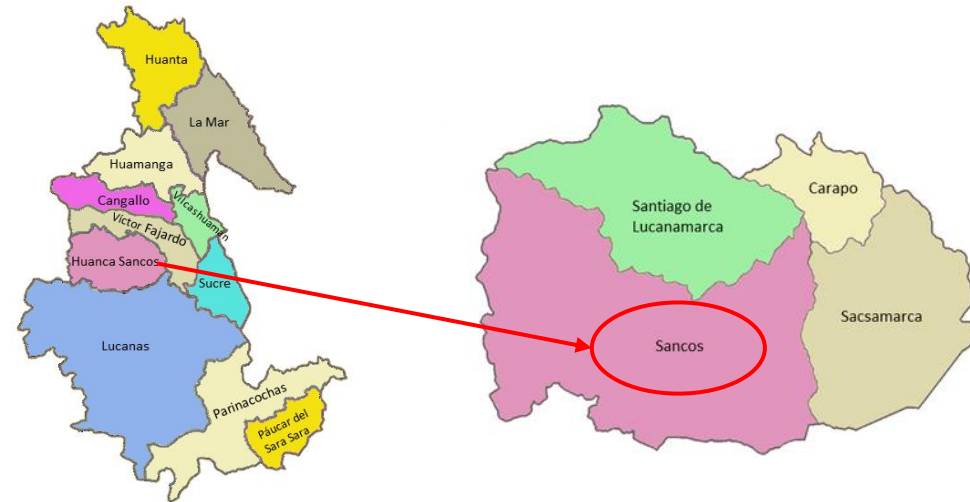 Huanta
La Mar
Huamanga
Cangallo
Vilcashuamán
Víctor Fajardo
Huanca Sancos
Sucre
Lucanas
Parinacochas
Páucar del
Sara Sara
Santiago de
Lucanamarca
Carapo
Sancos
Sacsamarca